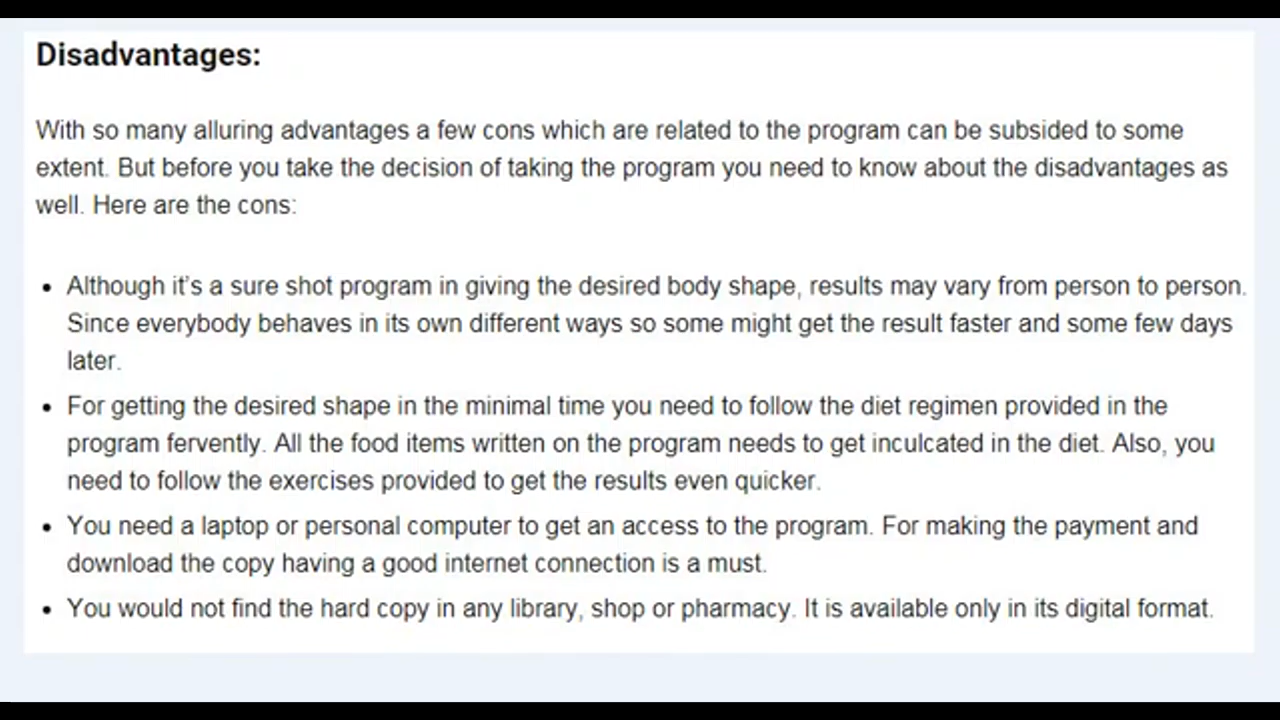 Disadvantages:
With so many alluring advantages a few cons which are related to the program can be subsided to some
extent. But before you take the decision of taking the program you need to know about the disadvantages as
well. Here are the cons:
• Although it's a sure shot program in giving the desired body shape, results may vary from person to person.
Since everybody behaves in its own different ways so some might get the result faster and some few days
later.
• For getting the desired shape in the minimal time you need to follow the diet regimen provided in the
program fervently. All the food items written on the program needs to get inculcated in the diet. Also, you
need to follow the exercises provided to get the results even quicker.
• You need a laptop or personal computer to get an access to the program. For making the payment and
download the copy having a good internet connection is a must.
• You would not find the hard copy in any library, shop or pharmacy. It is available only in its digital format.